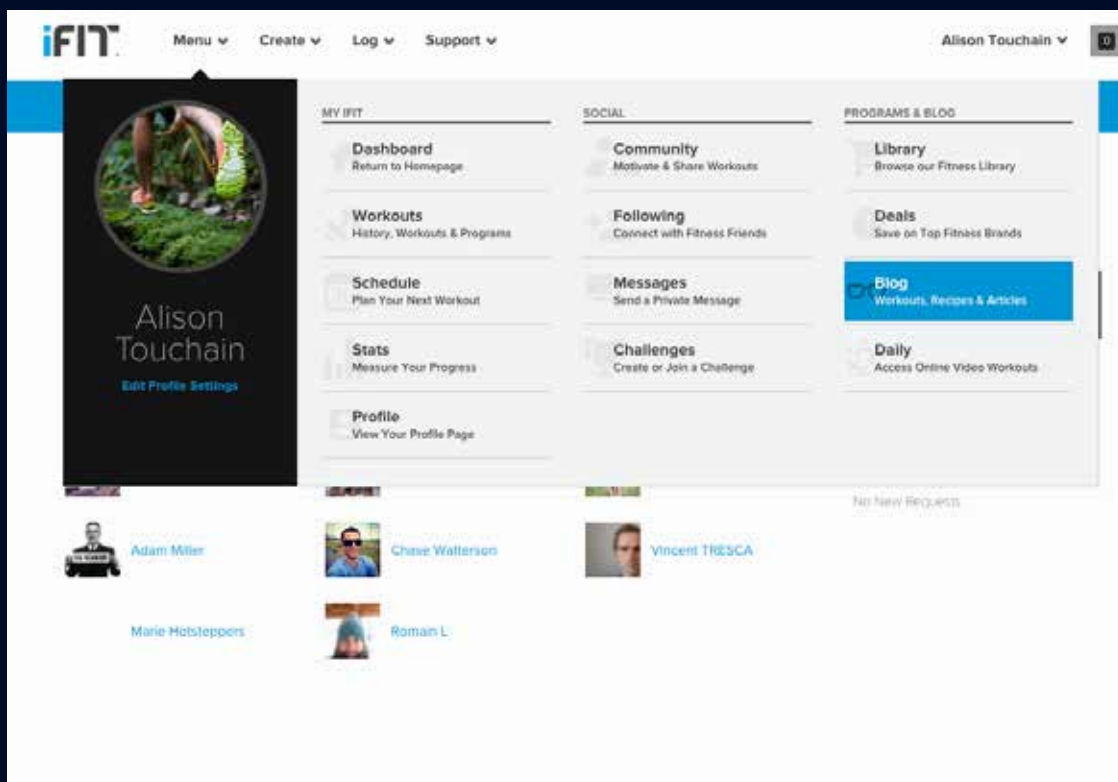 iFIT
Menu Create Log Support Alison Touchain 0
MY IFIT
Dashboard
Return to Homepage
Workouts
History, Workouts & Programs
Schedule
Plan Your Next Workout
Stats
Measure Your Progress
Profile
View Your Profile Page
SOCIAL
Community
Motivate & Share Workouts
Following
Connect with Fitness Friends
Messages
Send a Private Message
Challenges
Create or Join a Challenge
PROGRAMS & BLOG
Library
Browse our Fitness Library
Deals
Save on Top Fitness Brands
Blog
Workouts, Recipes & Articles
Daily
Access Online Video Workouts
Alison
Touchain
Edit Profile Settings
No New Requests
Adam Miller
Chase Watterson
Vincent TRESCA
Marie Hotsteppers
Romain L